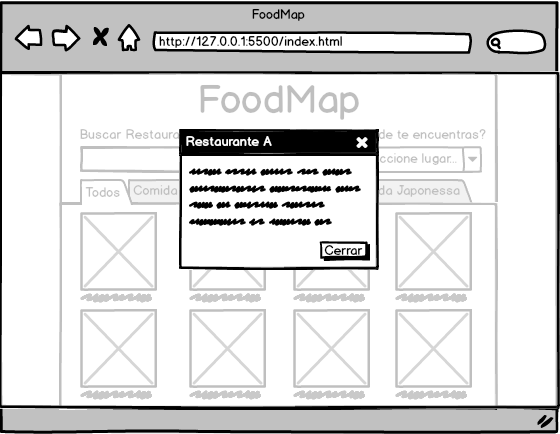 FoodMap
http://127.0.0.1:5500/index.html
FoodMap
Buscar Restaura
de te encuentras?
ccione lugar...
Todos
Comida
da Japonessa
Restaurante A
Cerrar